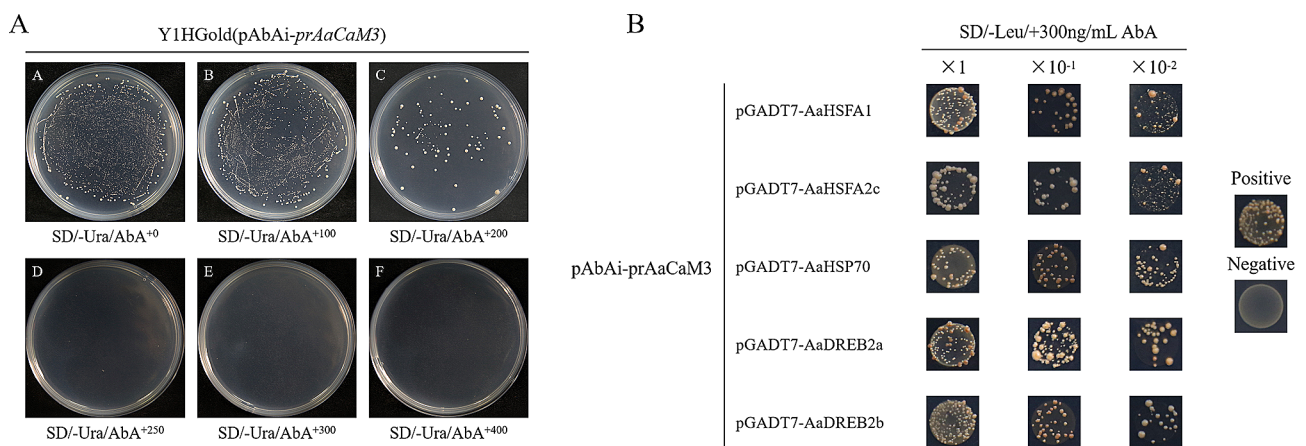 A
Y1HGold(pAbAi-prAaCaM3)
A
B
C
SD/-Ura/AbA⁺⁰
SD/-Ura/AbA⁺¹⁰⁰
SD/-Ura/AbA⁺²⁰⁰
D
E
F
SD/-Ura/AbA⁺²⁵⁰
SD/-Ura/AbA⁺³⁰⁰
SD/-Ura/AbA⁺⁴⁰⁰
B
SD/-Leu/+300ng/mL AbA
×1
×10⁻¹
×10⁻²
pAbAi-prAaCaM3
pGADT7-AaHSFA1
pGADT7-AaHSFA2c
pGADT7-AaHSP70
pGADT7-AaDREB2a
pGADT7-AaDREB2b
Positive
Negative